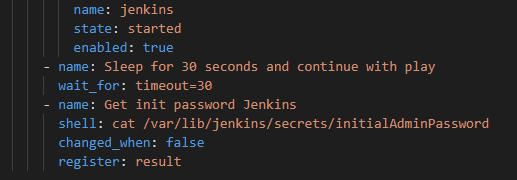 name: jenkins
state: started
enabled: true
- name: Sleep for 30 seconds and continue with play
wait_for: timeout=30
- name: Get init password Jenkins
shell: cat /var/lib/jenkins/secrets/initialAdminPassword
changed_when: false
register: result